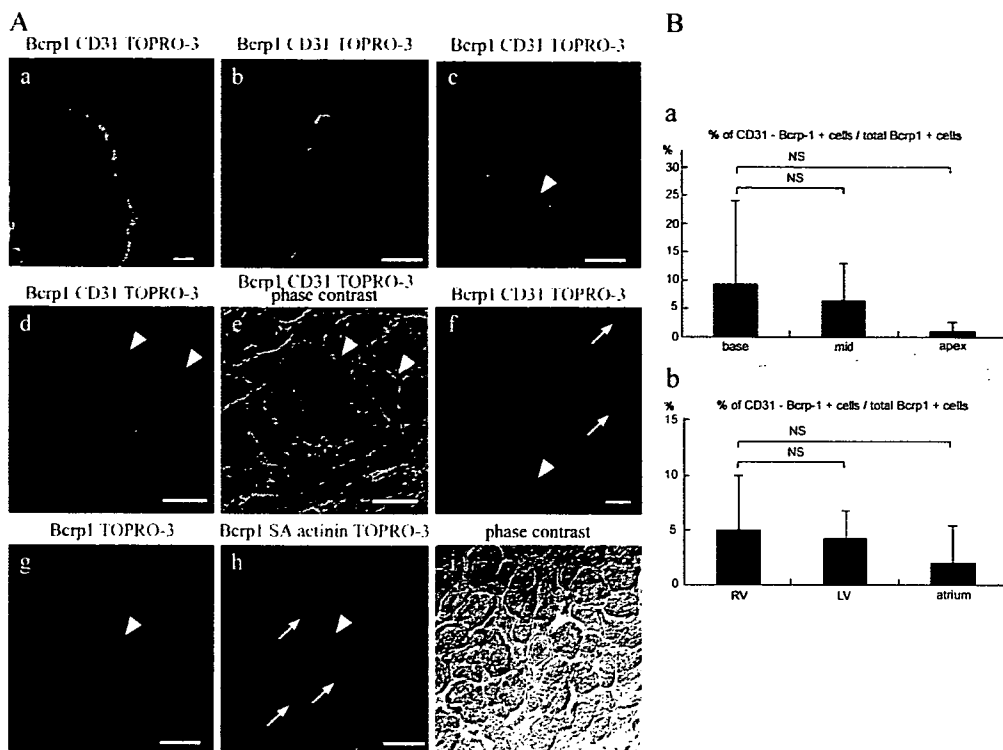 A
Bcrp1 CD31 TOPRO-3
Bcrp1 CD31 TOPRO-3
Bcrp1 CD31 TOPRO-3
a
b
c
Bcrp1 CD31 TOPRO-3
Bcrp1 CD31 TOPRO-3
phase contrast
Bcrp1 CD31 TOPRO-3
d
e
f
Bcrp1 TOPRO-3
Bcrp1 SA actinin TOPRO-3
phase contrast
g
h
i
B
a
% of CD31 - Bcrp-1 + cells / total Bcrp1 + cells
%
NS
NS
30
25
20
15
10
5
0
base
mid
apex
b
% of CD31 - Bcrp-1 + cells / total Bcrp1 + cells
%
NS
NS
15
10
5
0
RV
LV
atrium